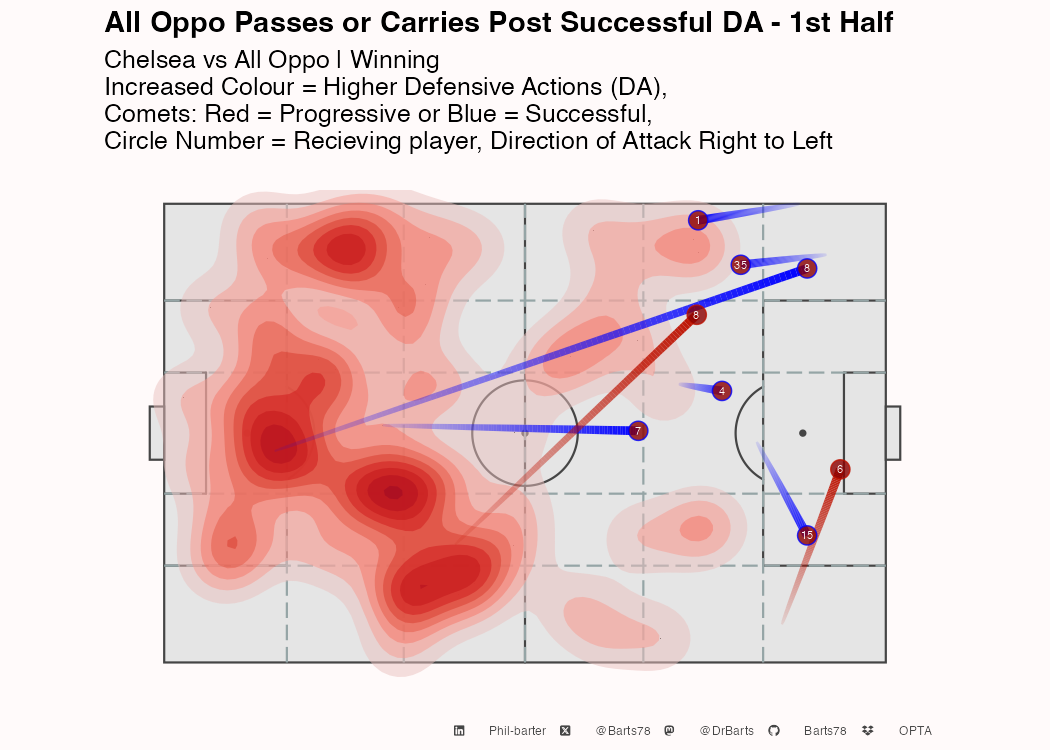 All Oppo Passes or Carries Post Successful DA - 1st Half
Chelsea vs All Oppo | Winning
Increased Colour = Higher Defensive Actions (DA),
Comets: Red = Progressive or Blue = Successful,
Circle Number = Recieving player, Direction of Attack Right to Left
1
35
8
8
4
7
6
15
Phil-barter @Barts78 @DrBarts Barts78 OPTA